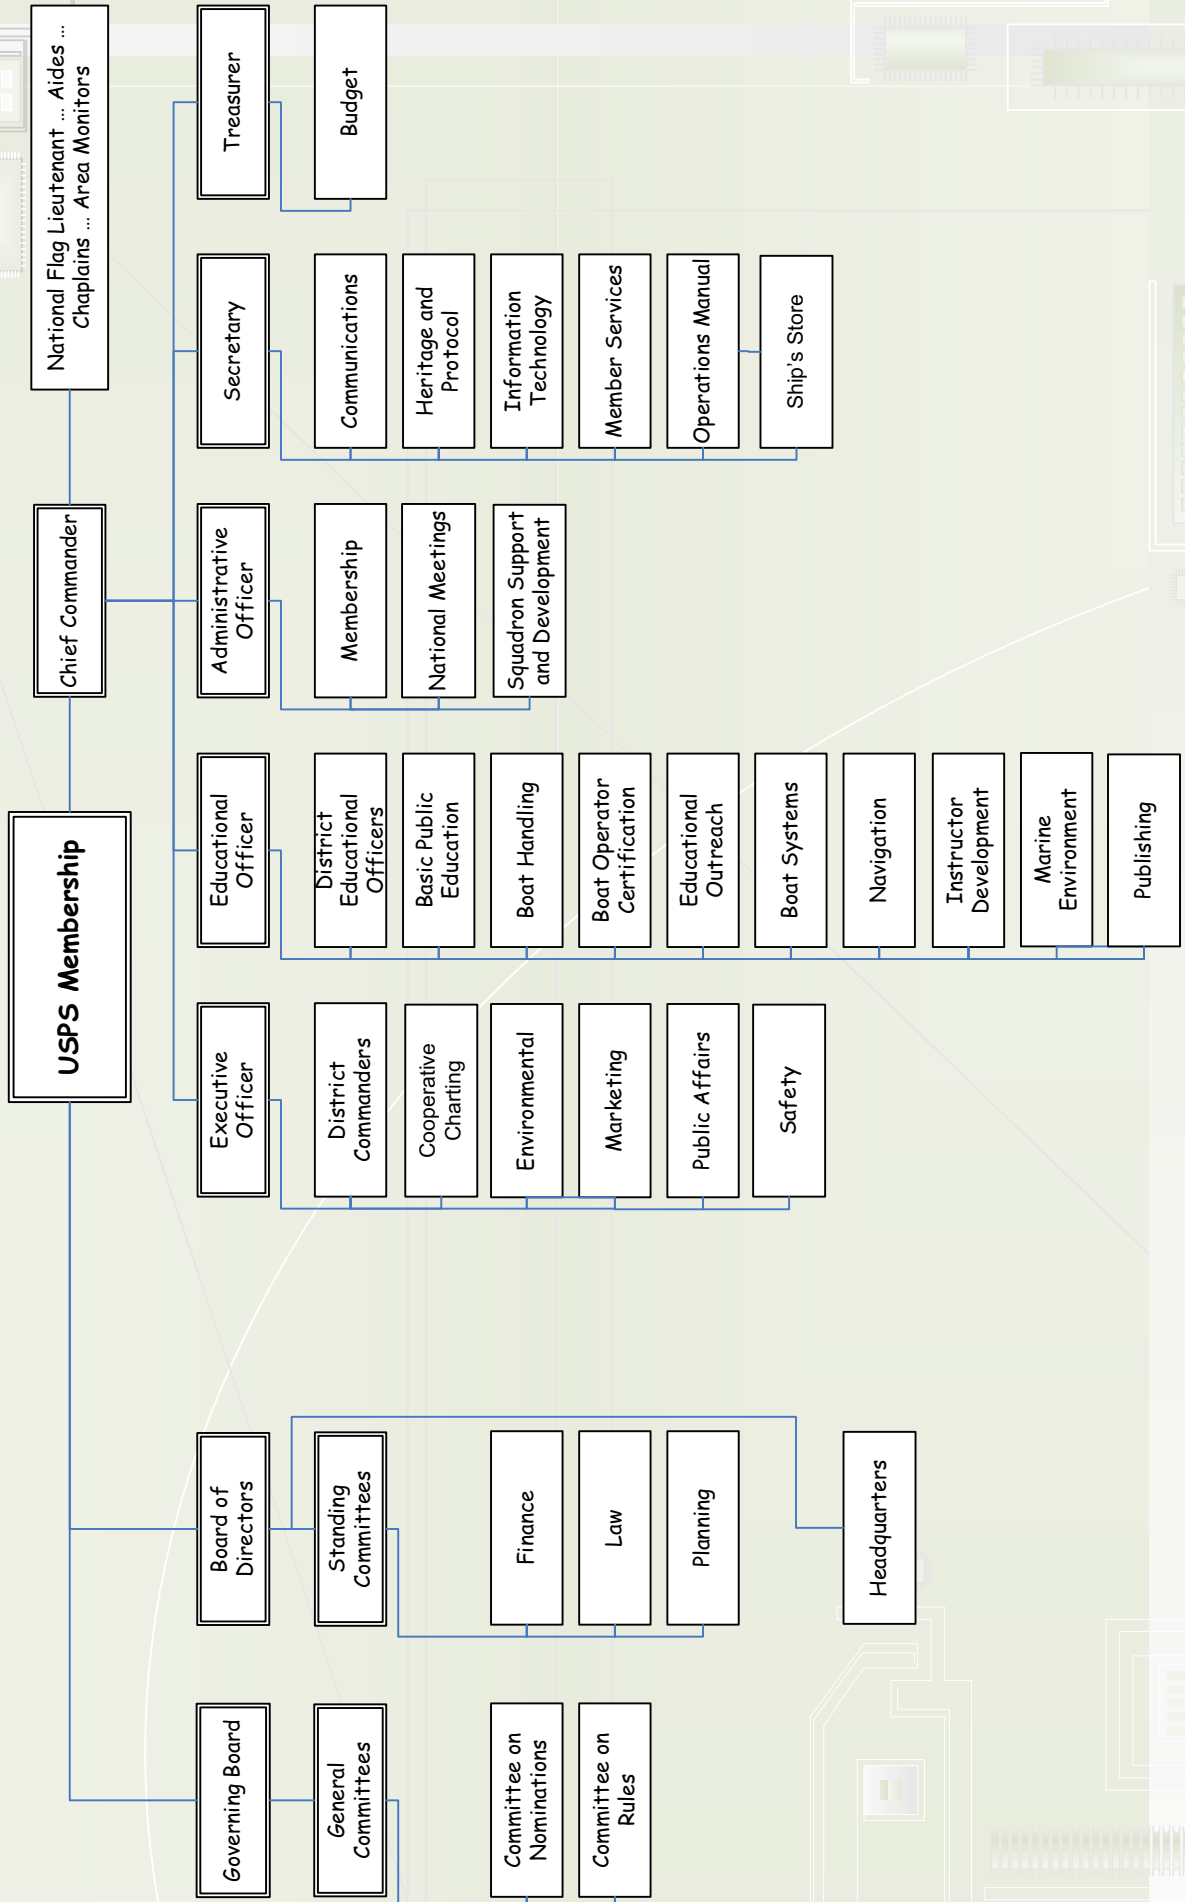 USPS Membership
Chief Commander
National Flag Lieutenant ... Aides ...
Chaplains ... Area Monitors
Governing Board
General
Committees
Committee on
Nominations
Committee on
Rules
Board of
Directors
Standing
Committees
Finance
Law
Planning
Headquarters
Executive
Officer
District
Commanders
Cooperative
Charting
Environmental
Marketing
Public Affairs
Safety
Educational
Officer
District
Educational
Officers
Basic Public
Education
Boat Handling
Boat Operator
Certification
Educational
Outreach
Boat Systems
Navigation
Instructor
Development
Marine
Environment
Publishing
Administrative
Officer
Membership
National Meetings
Squadron Support
and Development
Secretary
Communications
Heritage and
Protocol
Information
Technology
Member Services
Operations Manual
Ship's Store
Treasurer
Budget